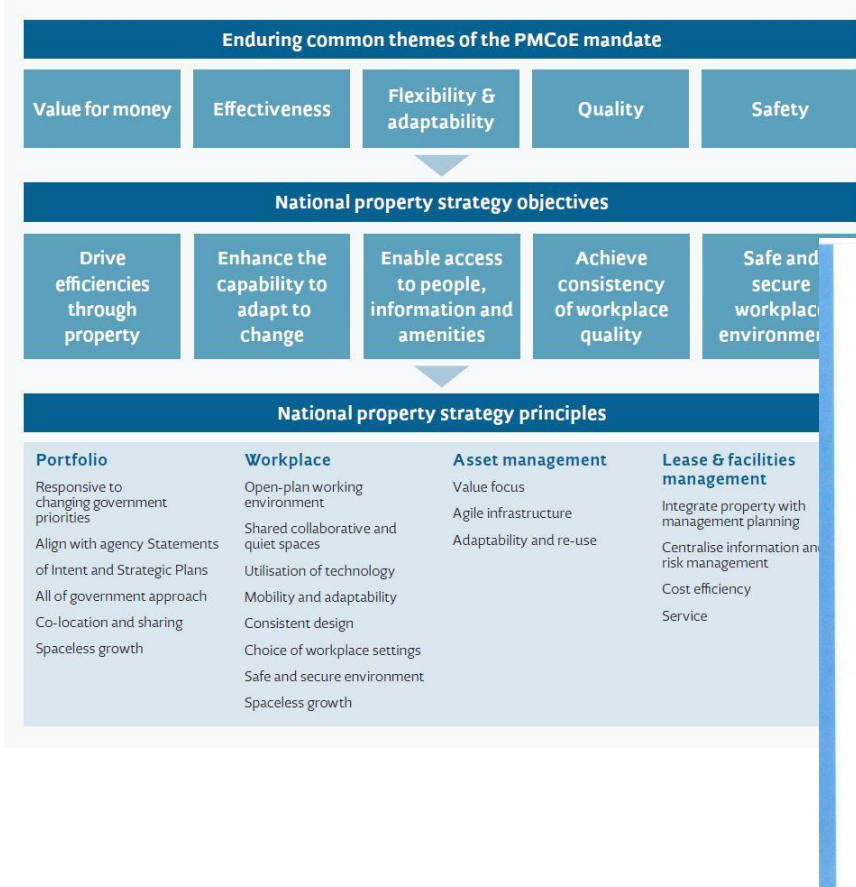 Enduring common themes of the PMCoE mandate
Value for money
Effectiveness
Flexibility &
adaptability
Quality
Safety
National property strategy objectives
Drive
efficiencies
through
property
Enhance the
capability to
adapt to
change
Enable access
to people,
information and
amenities
Achieve
consistency
of workplace
quality
Safe and
secure
National property strategy principles
Portfolio
Responsive to
changing government
priorities
Align with agency Statements
of Intent and Strategic Plans
All of government approach
Co-location and sharing
Spaceless growth
Workplace
Open-plan working
environment
Shared collaborative and
quiet spaces
Utilisation of technology
Mobility and adaptability
Consistent design
Choice of workplace settings
Safe and secure environment
Spaceless growth
Asset management
Value focus
Agile infrastructure
Adaptability and re-use
Lease & facilities
management
Integrate property with
management planning
Centralise information
risk management
Cost efficiency
Service